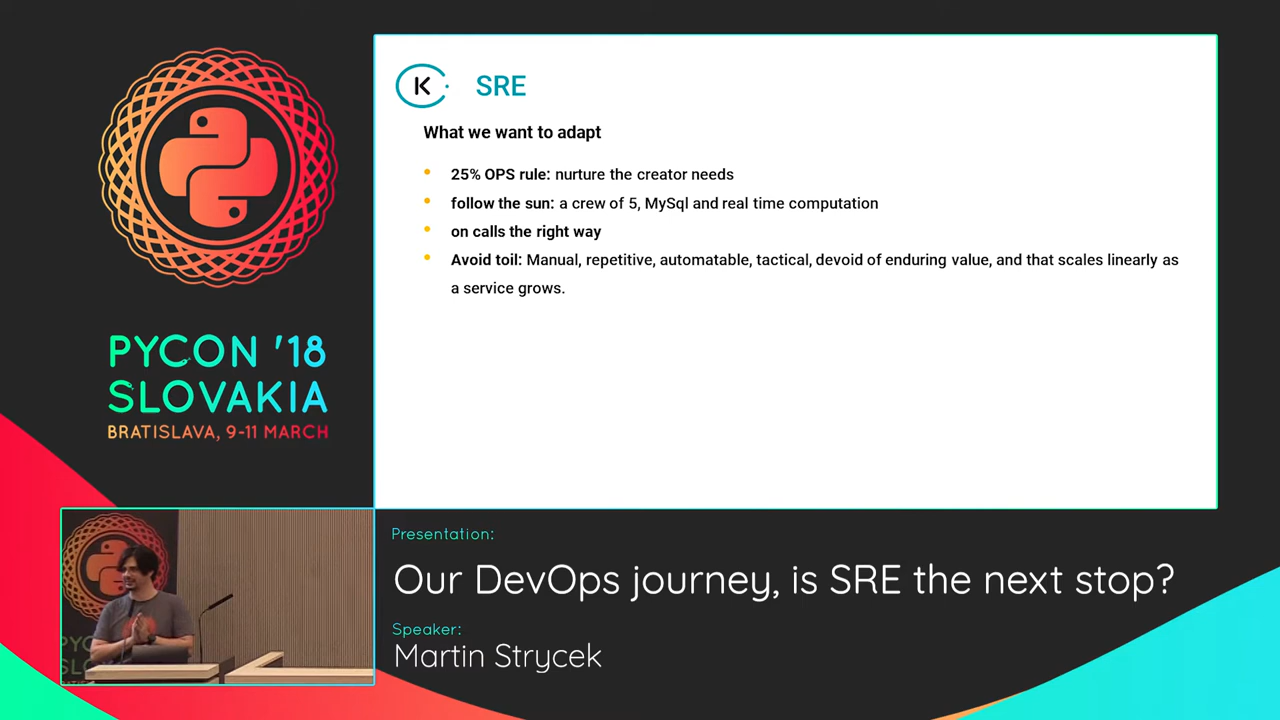 PYCON '18
SLOVAKIA
BRATISLAVA, 9-11 MARCH
K SRE
What we want to adapt
• 25% OPS rule: nurture the creator needs
• follow the sun: a crew of 5, MySql and real time computation
• on calls the right way
• Avoid toil: Manual, repetitive, automatable, tactical, devoid of enduring value, and that scales linearly as
a service grows.
Presentation:
Our DevOps journey, is SRE the next stop?
Speaker:
Martin Strycek